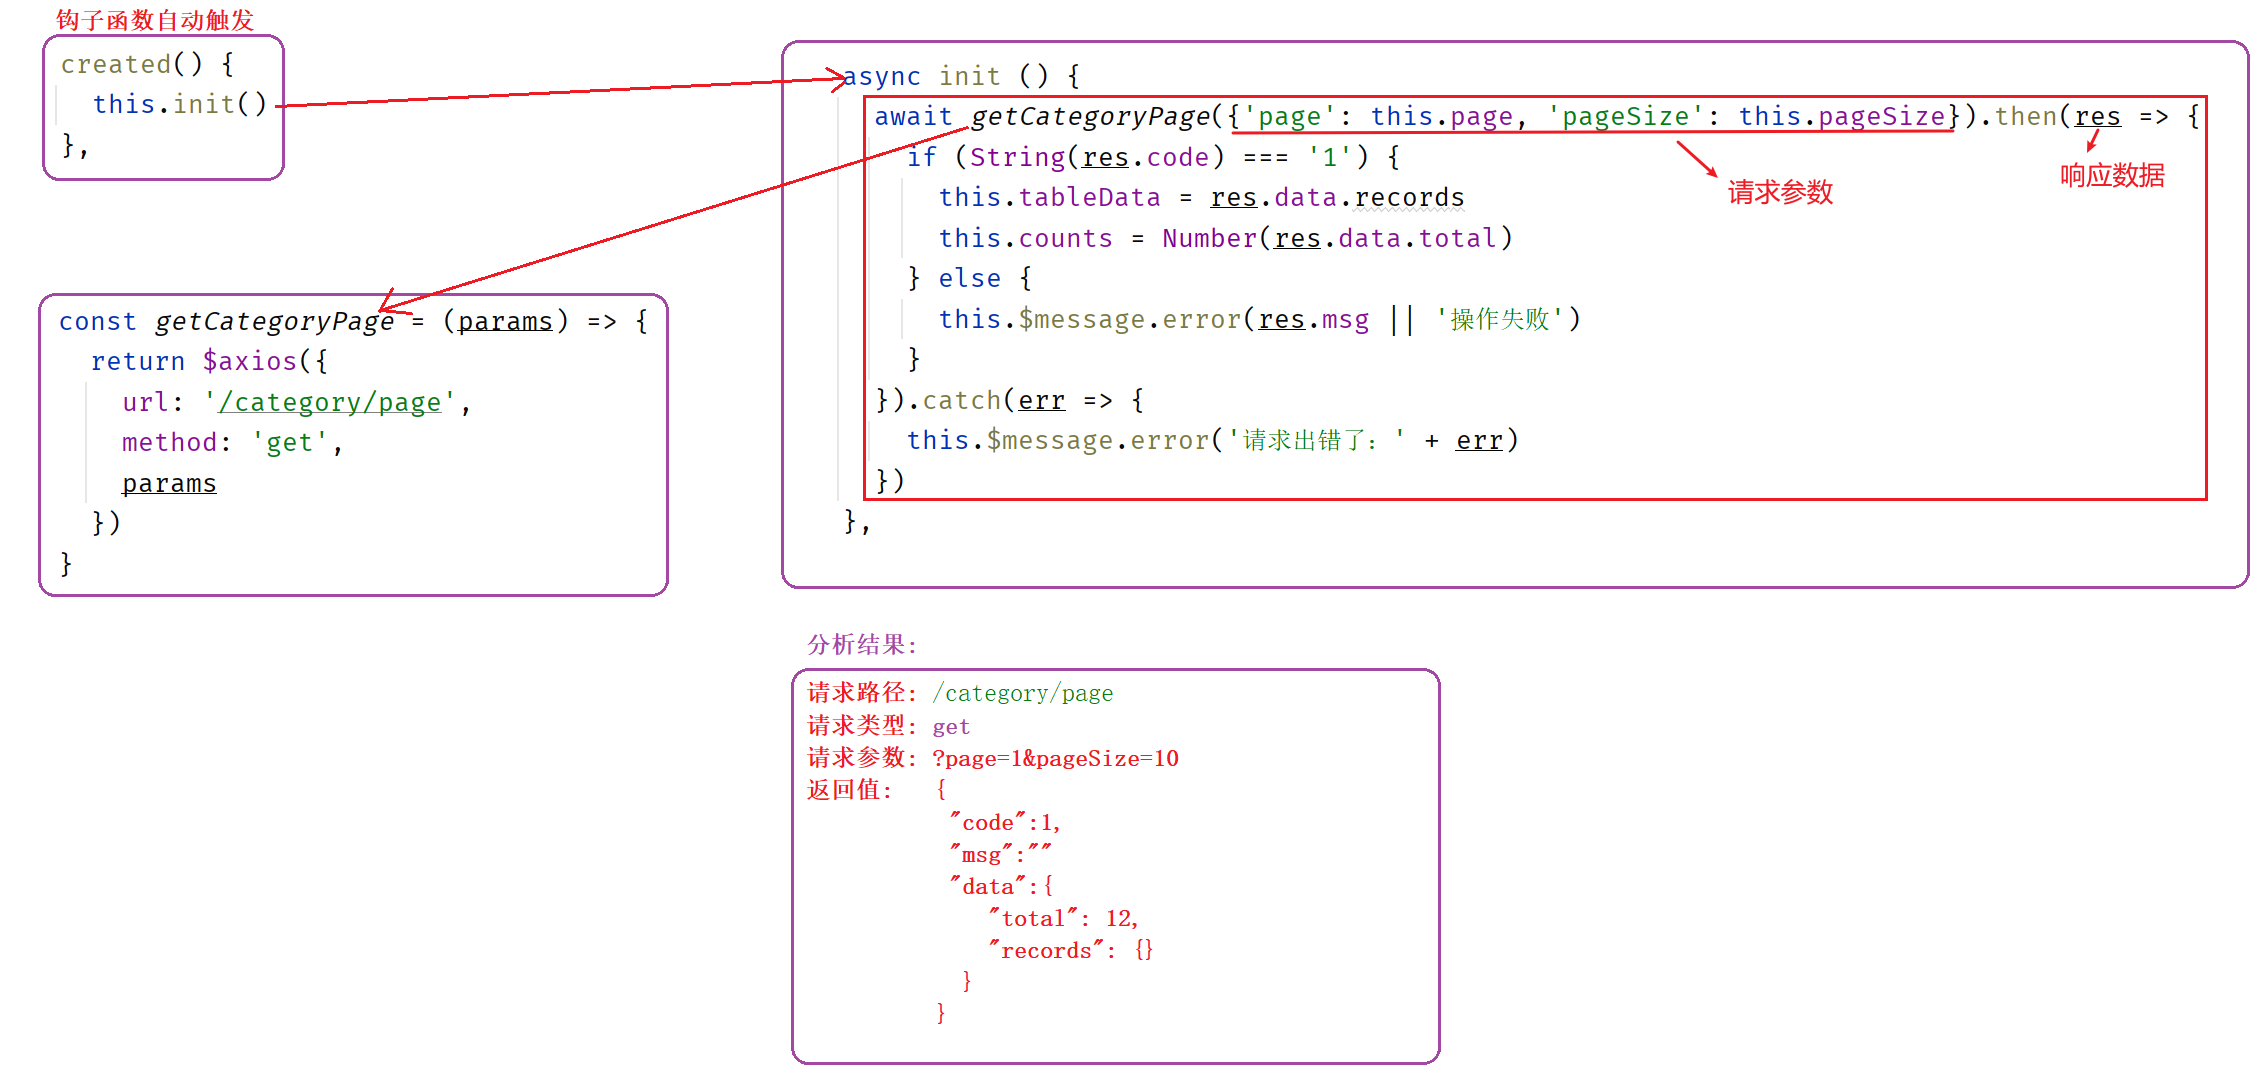 钩子函数自动触发
created() {
  this.init()
},
async init () {
  await getCategoryPage({'page': this.page, 'pageSize': this.pageSize}).then(res => {
    if (String(res.code) === '1') {
      this.tableData = res.data.records
      this.counts = Number(res.data.total)
    } else {
      this.$message.error(res.msg || '操作失败')
    }
  }).catch(err => {
    this.$message.error('请求出错了：' + err)
  })
},
请求参数
响应数据
const getCategoryPage = (params) => {
  return $axios({
    url: '/category/page',
    method: 'get',
    params
  })
}
分析结果：
请求路径：/category/page
请求类型：get
请求参数：?page=1&pageSize=10
返回值： {
"code":1,
"msg":""
"data":{
"total": 12,
"records": {}
}
}